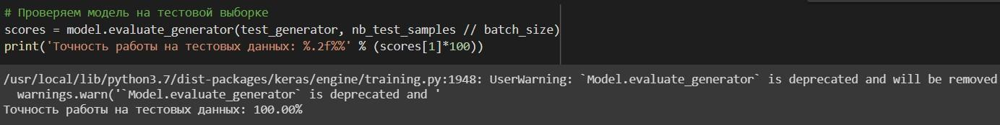 # Проверяем модель на тестовой выборке
scores = model.evaluate_generator(test_generator, nb_test_samples // batch_size)
print('Точность работы на тестовых данных: %.2f%%' % (scores[1]*100))
/usr/local/lib/python3.7/dist-packages/keras/engine/training.py:1948: UserWarning: `Model.evaluate_generator` is deprecated and will be removed
  warnings.warn('`Model.evaluate_generator` is deprecated and '
Точность работы на тестовых данных: 100.00%